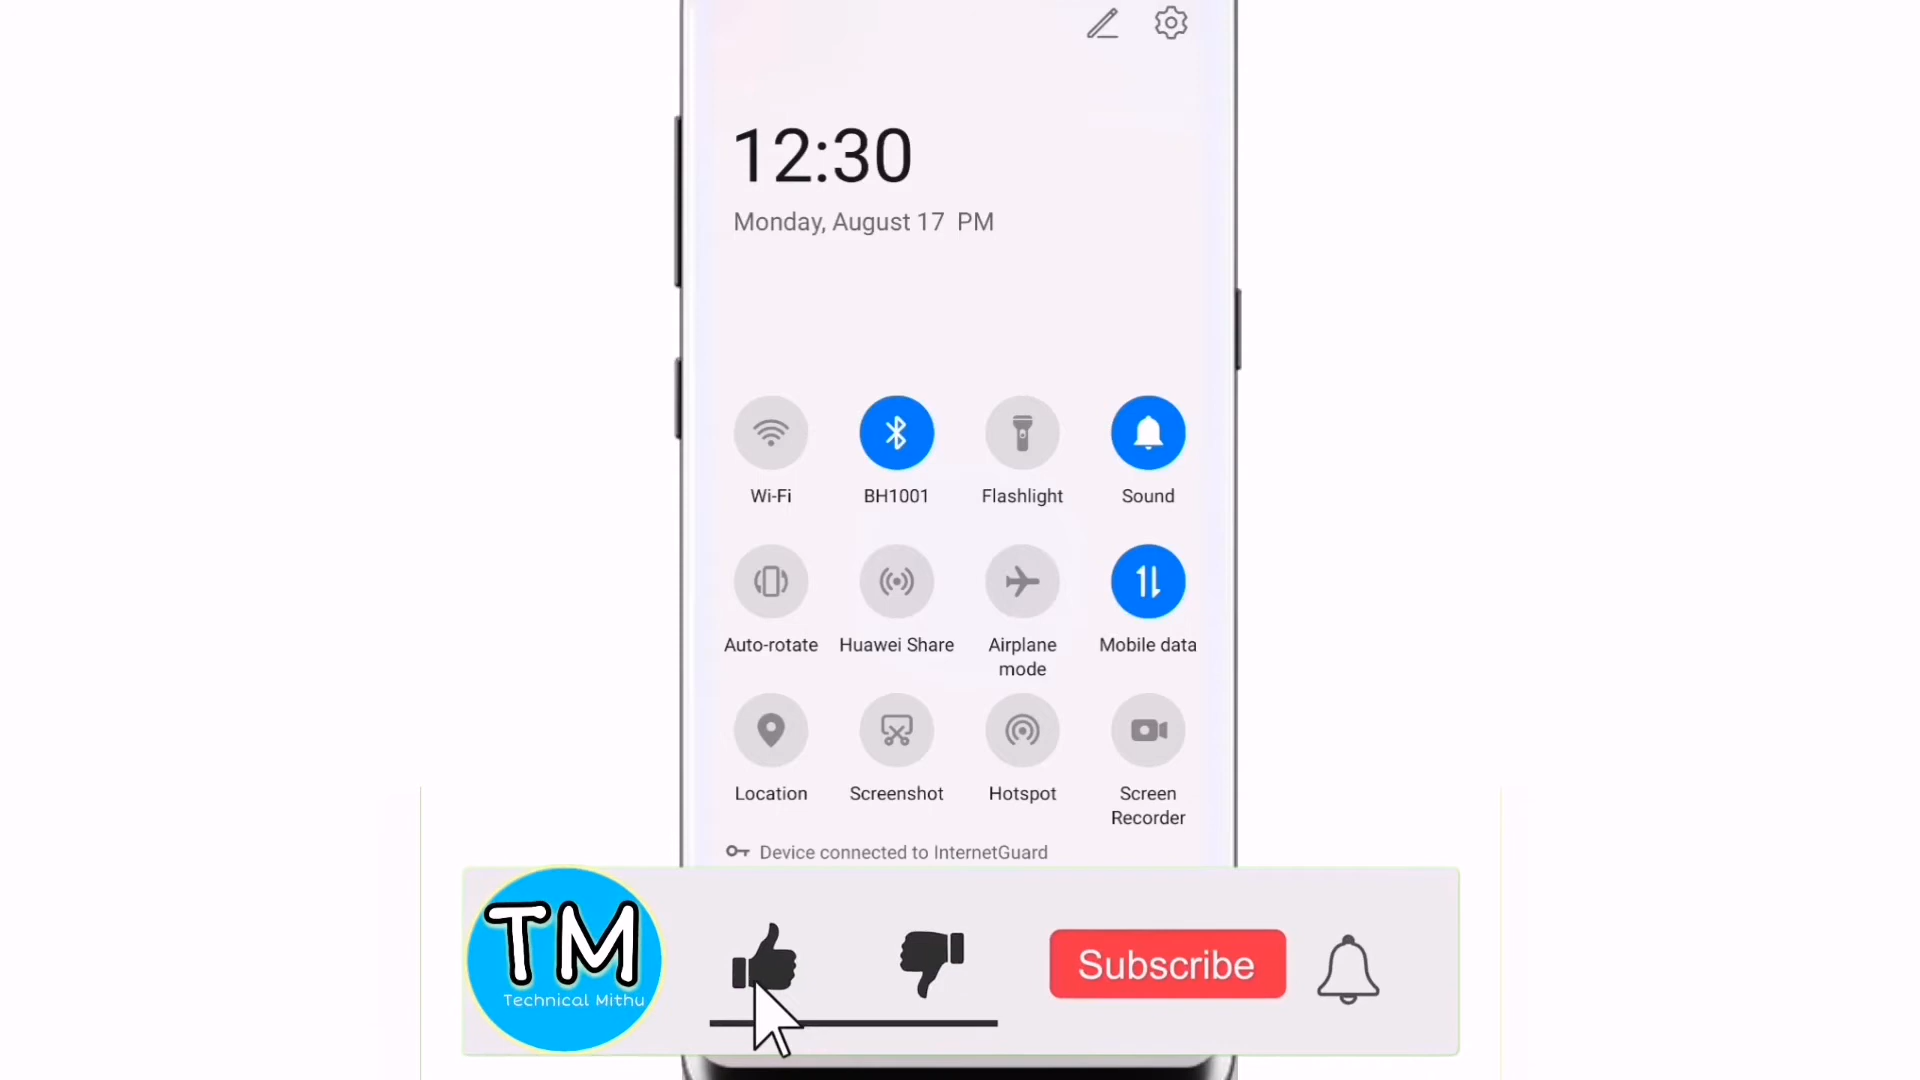 12:30
Monday, August 17 PM
Wi-Fi
BH1001
Flashlight
Sound
Auto-rotate
Huawei Share
Airplane
mode
Mobile data
Location
Screenshot
Hotspot
Screen
Recorder
Device connected to InternetGuard
TM
Technical Mithu
Subscribe